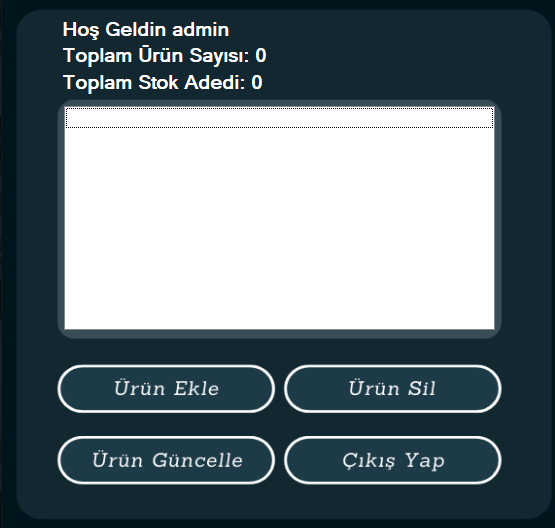 Hoş Geldin admin
Toplam Ürün Sayısı: 0
Toplam Stok Adedi: 0
Ürün Ekle
Ürün Sil
Ürün Güncelle
Çıkış Yap